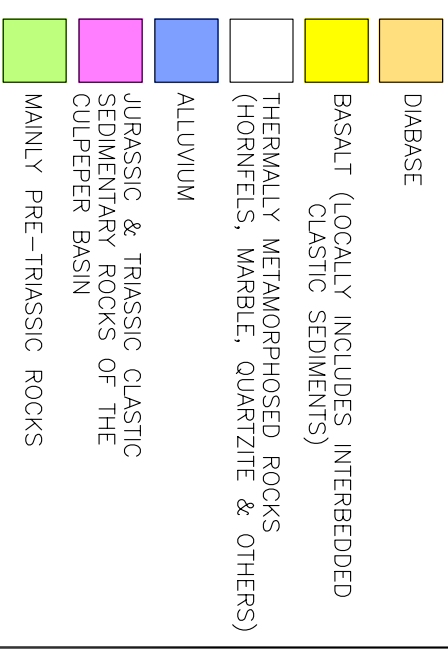 DIABASE
BASALT (LOCALLY INCLUDES INTERBEDDED
CLASTIC SEDIMENTS)
THERMALLY METAMORPHOSED ROCKS
(HORNFELS, MARBLE, QUARTZITE & OTHERS)
ALLUVIUM
JURASSIC & TRIASSIC CLASTIC
SEDIMENTARY ROCKS OF THE
CULPEPER BASIN
MAINLY PRE-TRIASSIC ROCKS